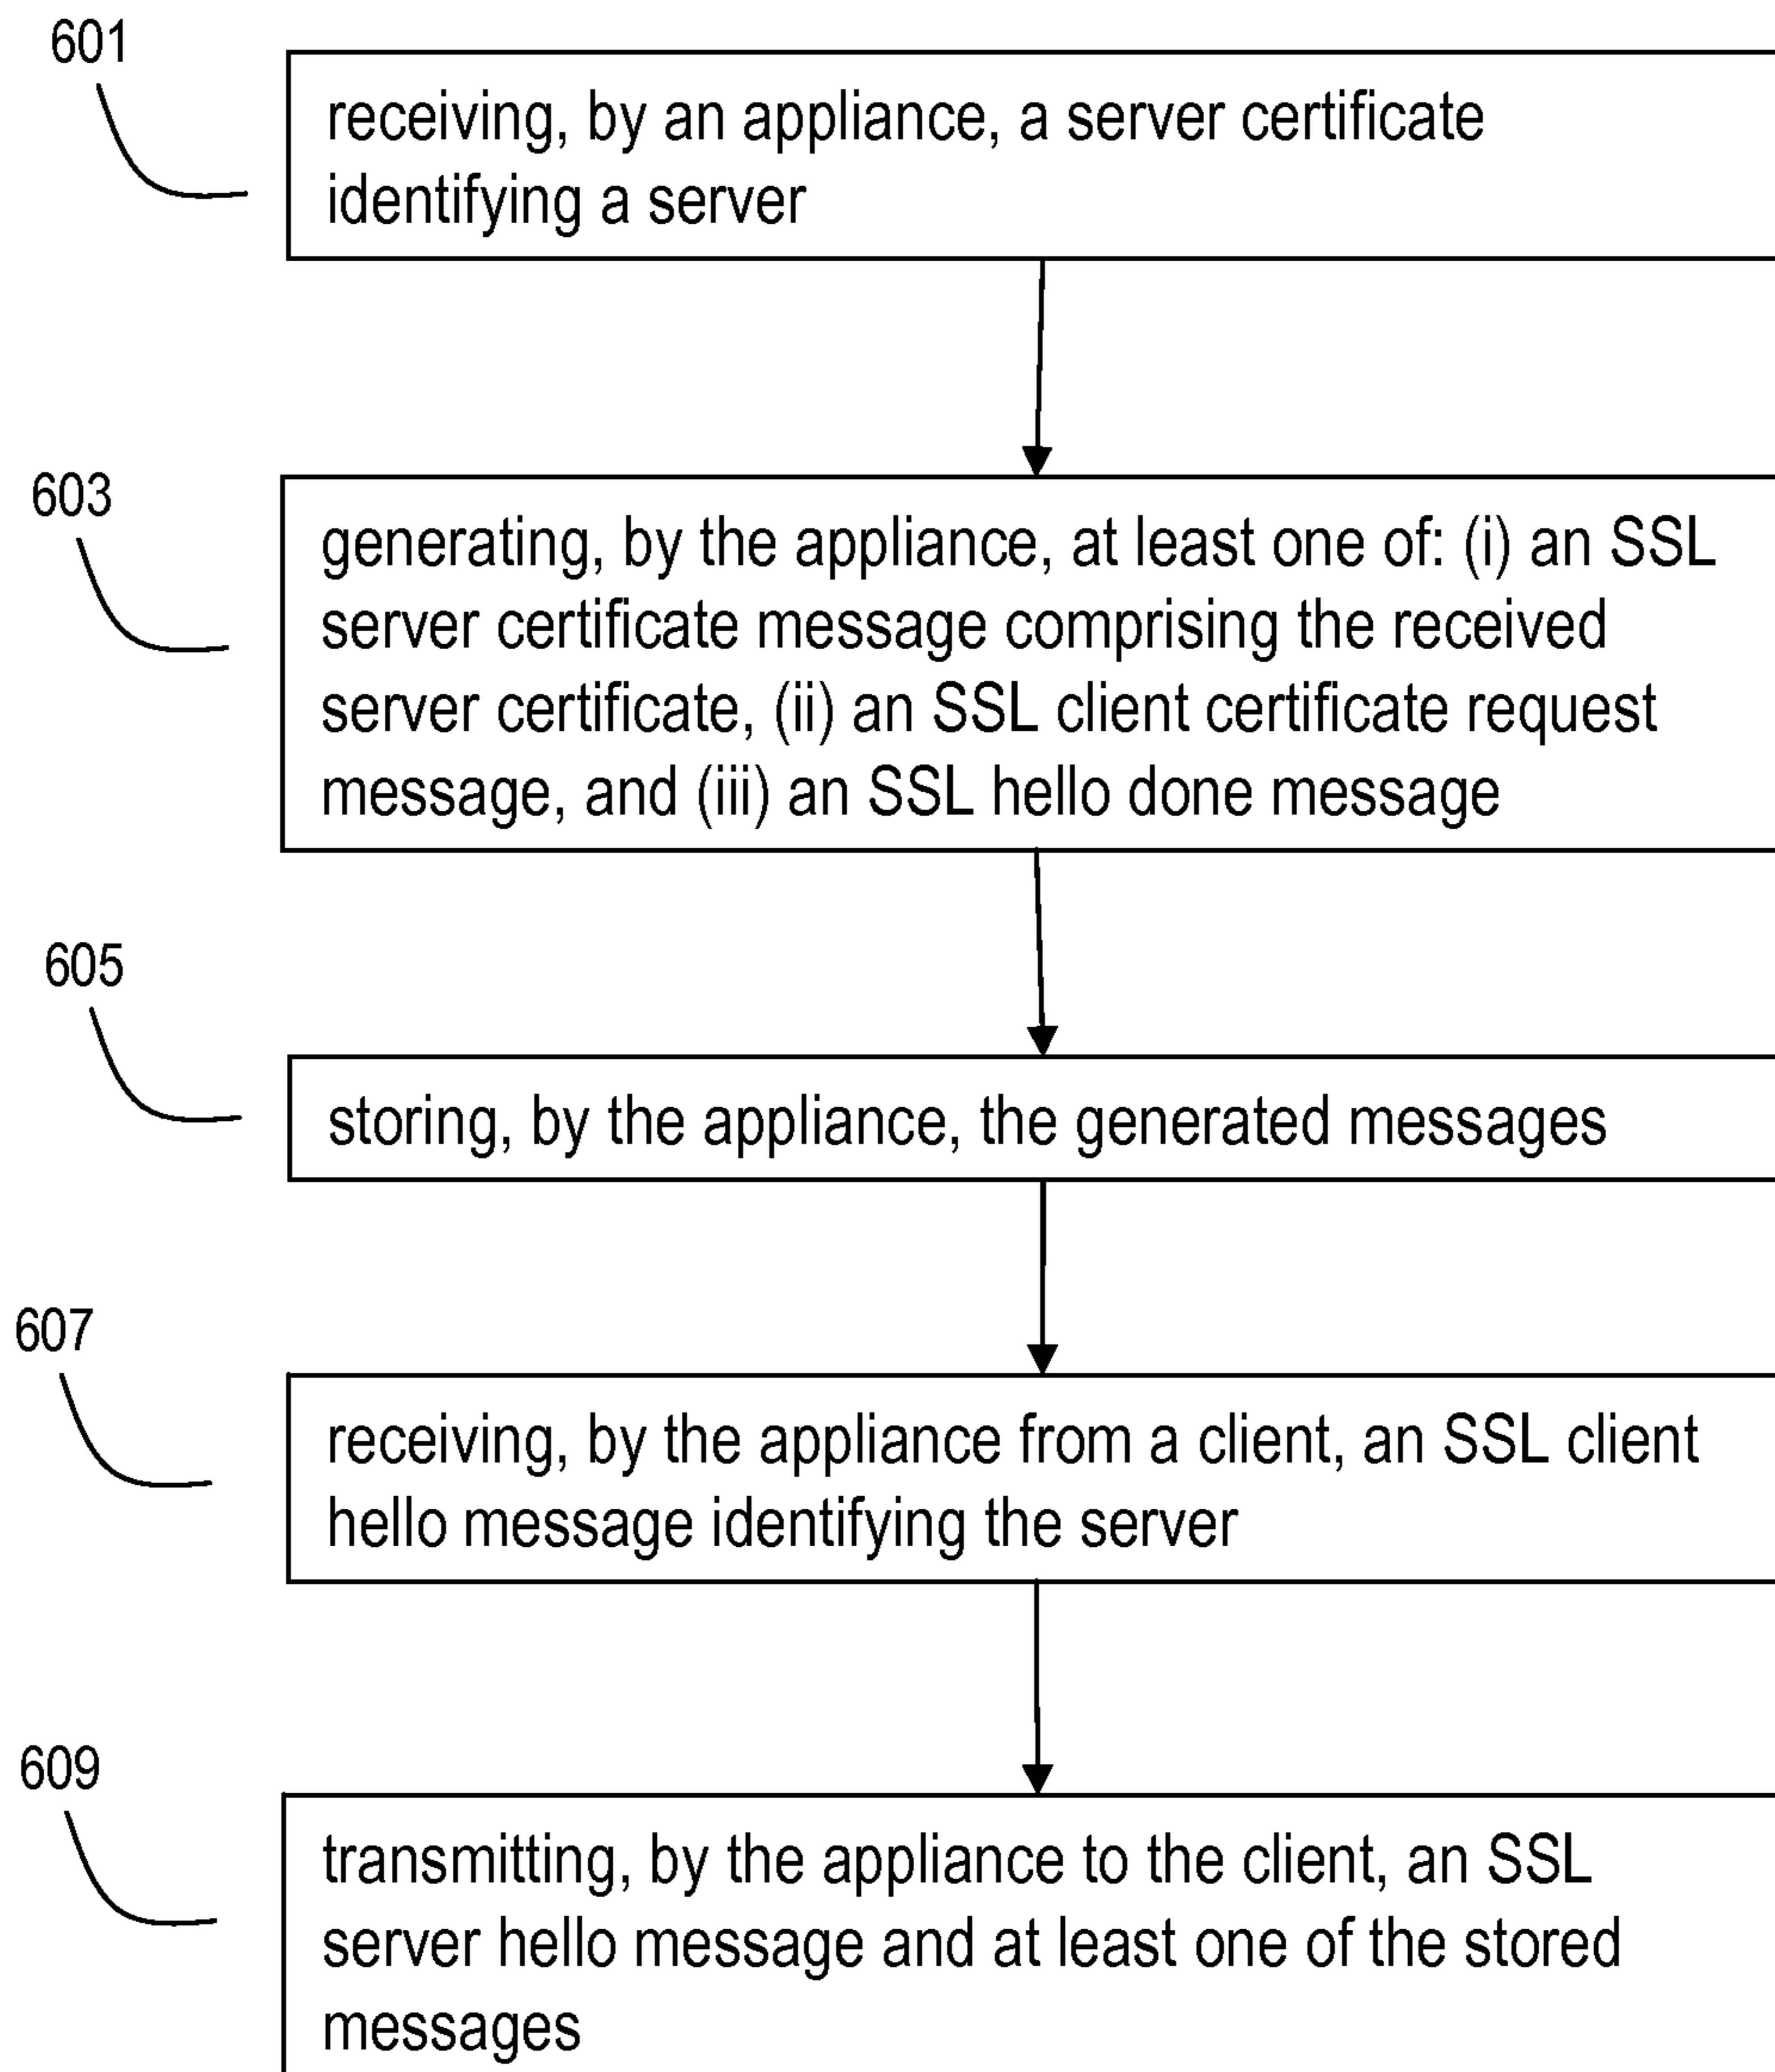 601
receiving, by an appliance, a server certificate
identifying a server
603
generating, by the appliance, at least one of: (i) an SSL
server certificate message comprising the received
server certificate, (ii) an SSL client certificate request
message, and (iii) an SSL hello done message
605
storing, by the appliance, the generated messages
607
receiving, by the appliance from a client, an SSL client
hello message identifying the server
609
transmitting, by the appliance to the client, an SSL
server hello message and at least one of the stored
messages